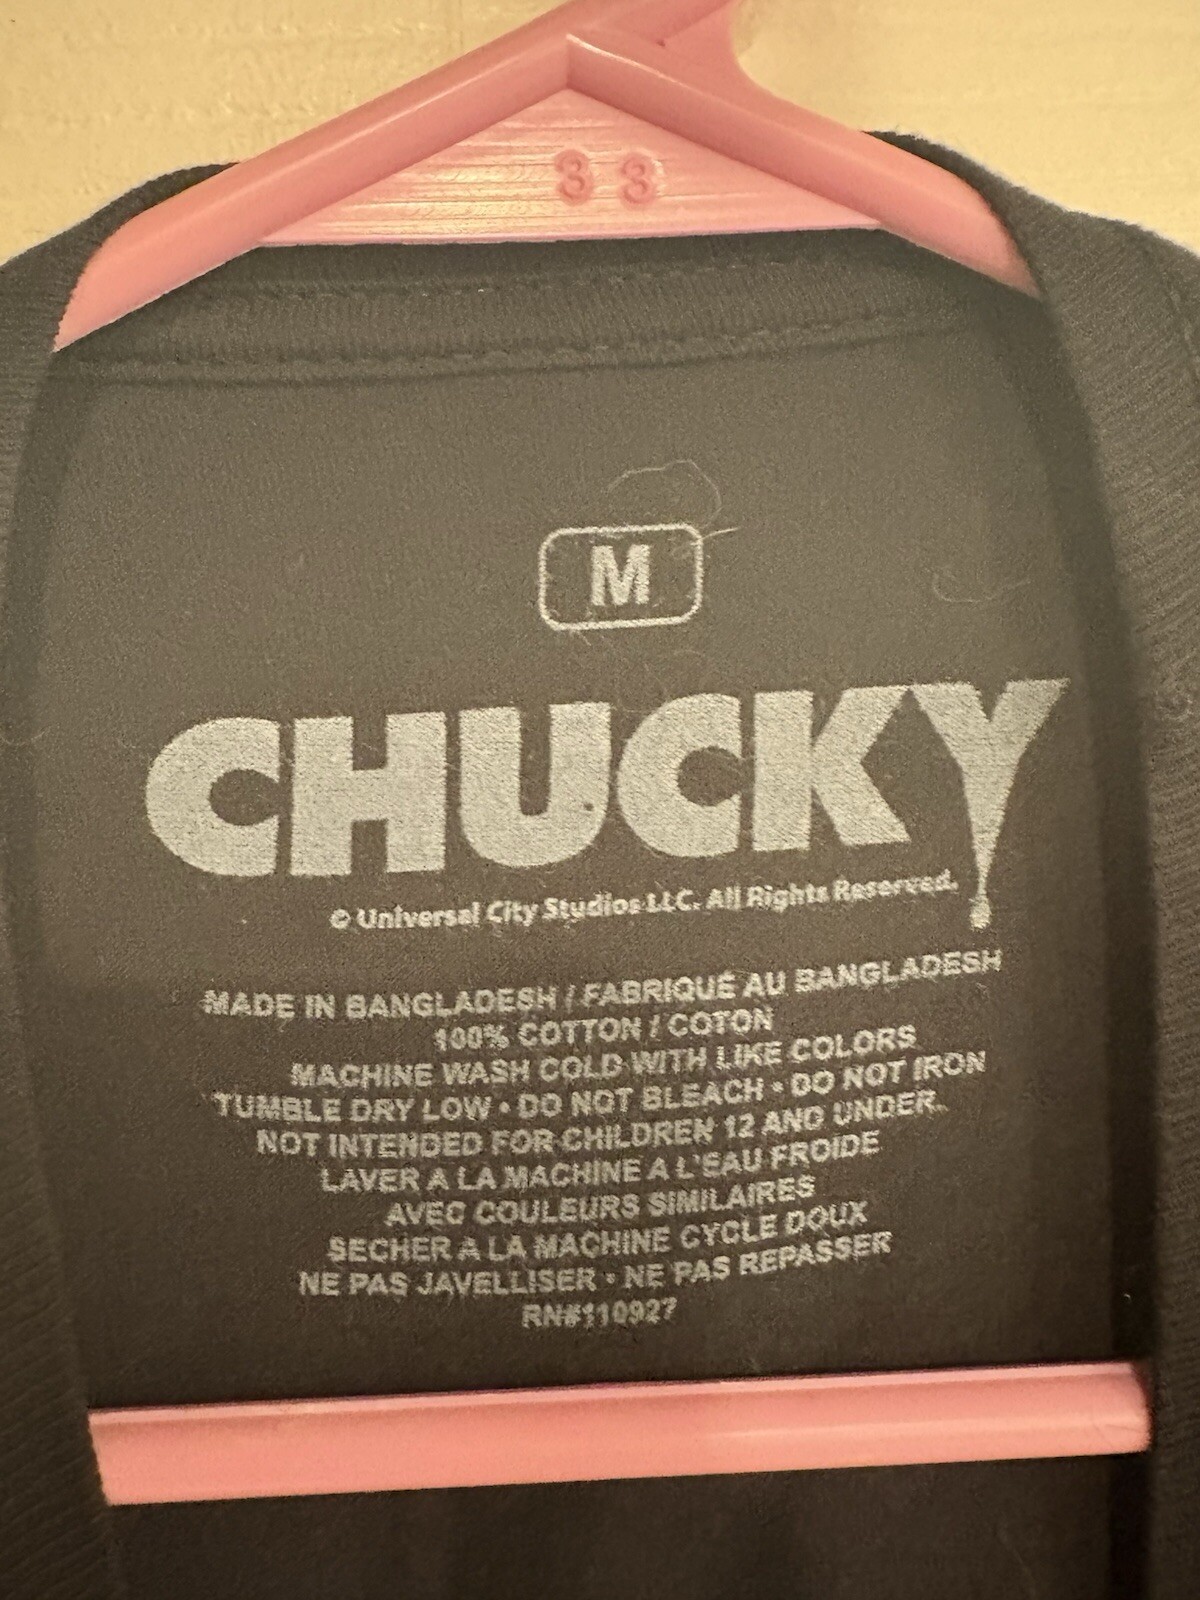 33
M
CHUCKY
© Universal City Studios LLC. All Rights Reserved.
MADE IN BANGLADESH / FABRIQUÉ AU BANGLADESH
100% COTTON / COTON
MACHINE WASH COLD WITH LIKE COLORS
TUMBLE DRY LOW • DO NOT BLEACH • DO NOT IRON
NOT INTENDED FOR CHILDREN 12 AND UNDER.
LAVER A LA MACHINE A L'EAU FROIDE
AVEC COULEURS SIMILAIRES
SECHER A LA MACHINE CYCLE DOUX
NE PAS JAVELLISER • NE PAS REPASSER
RN#110927